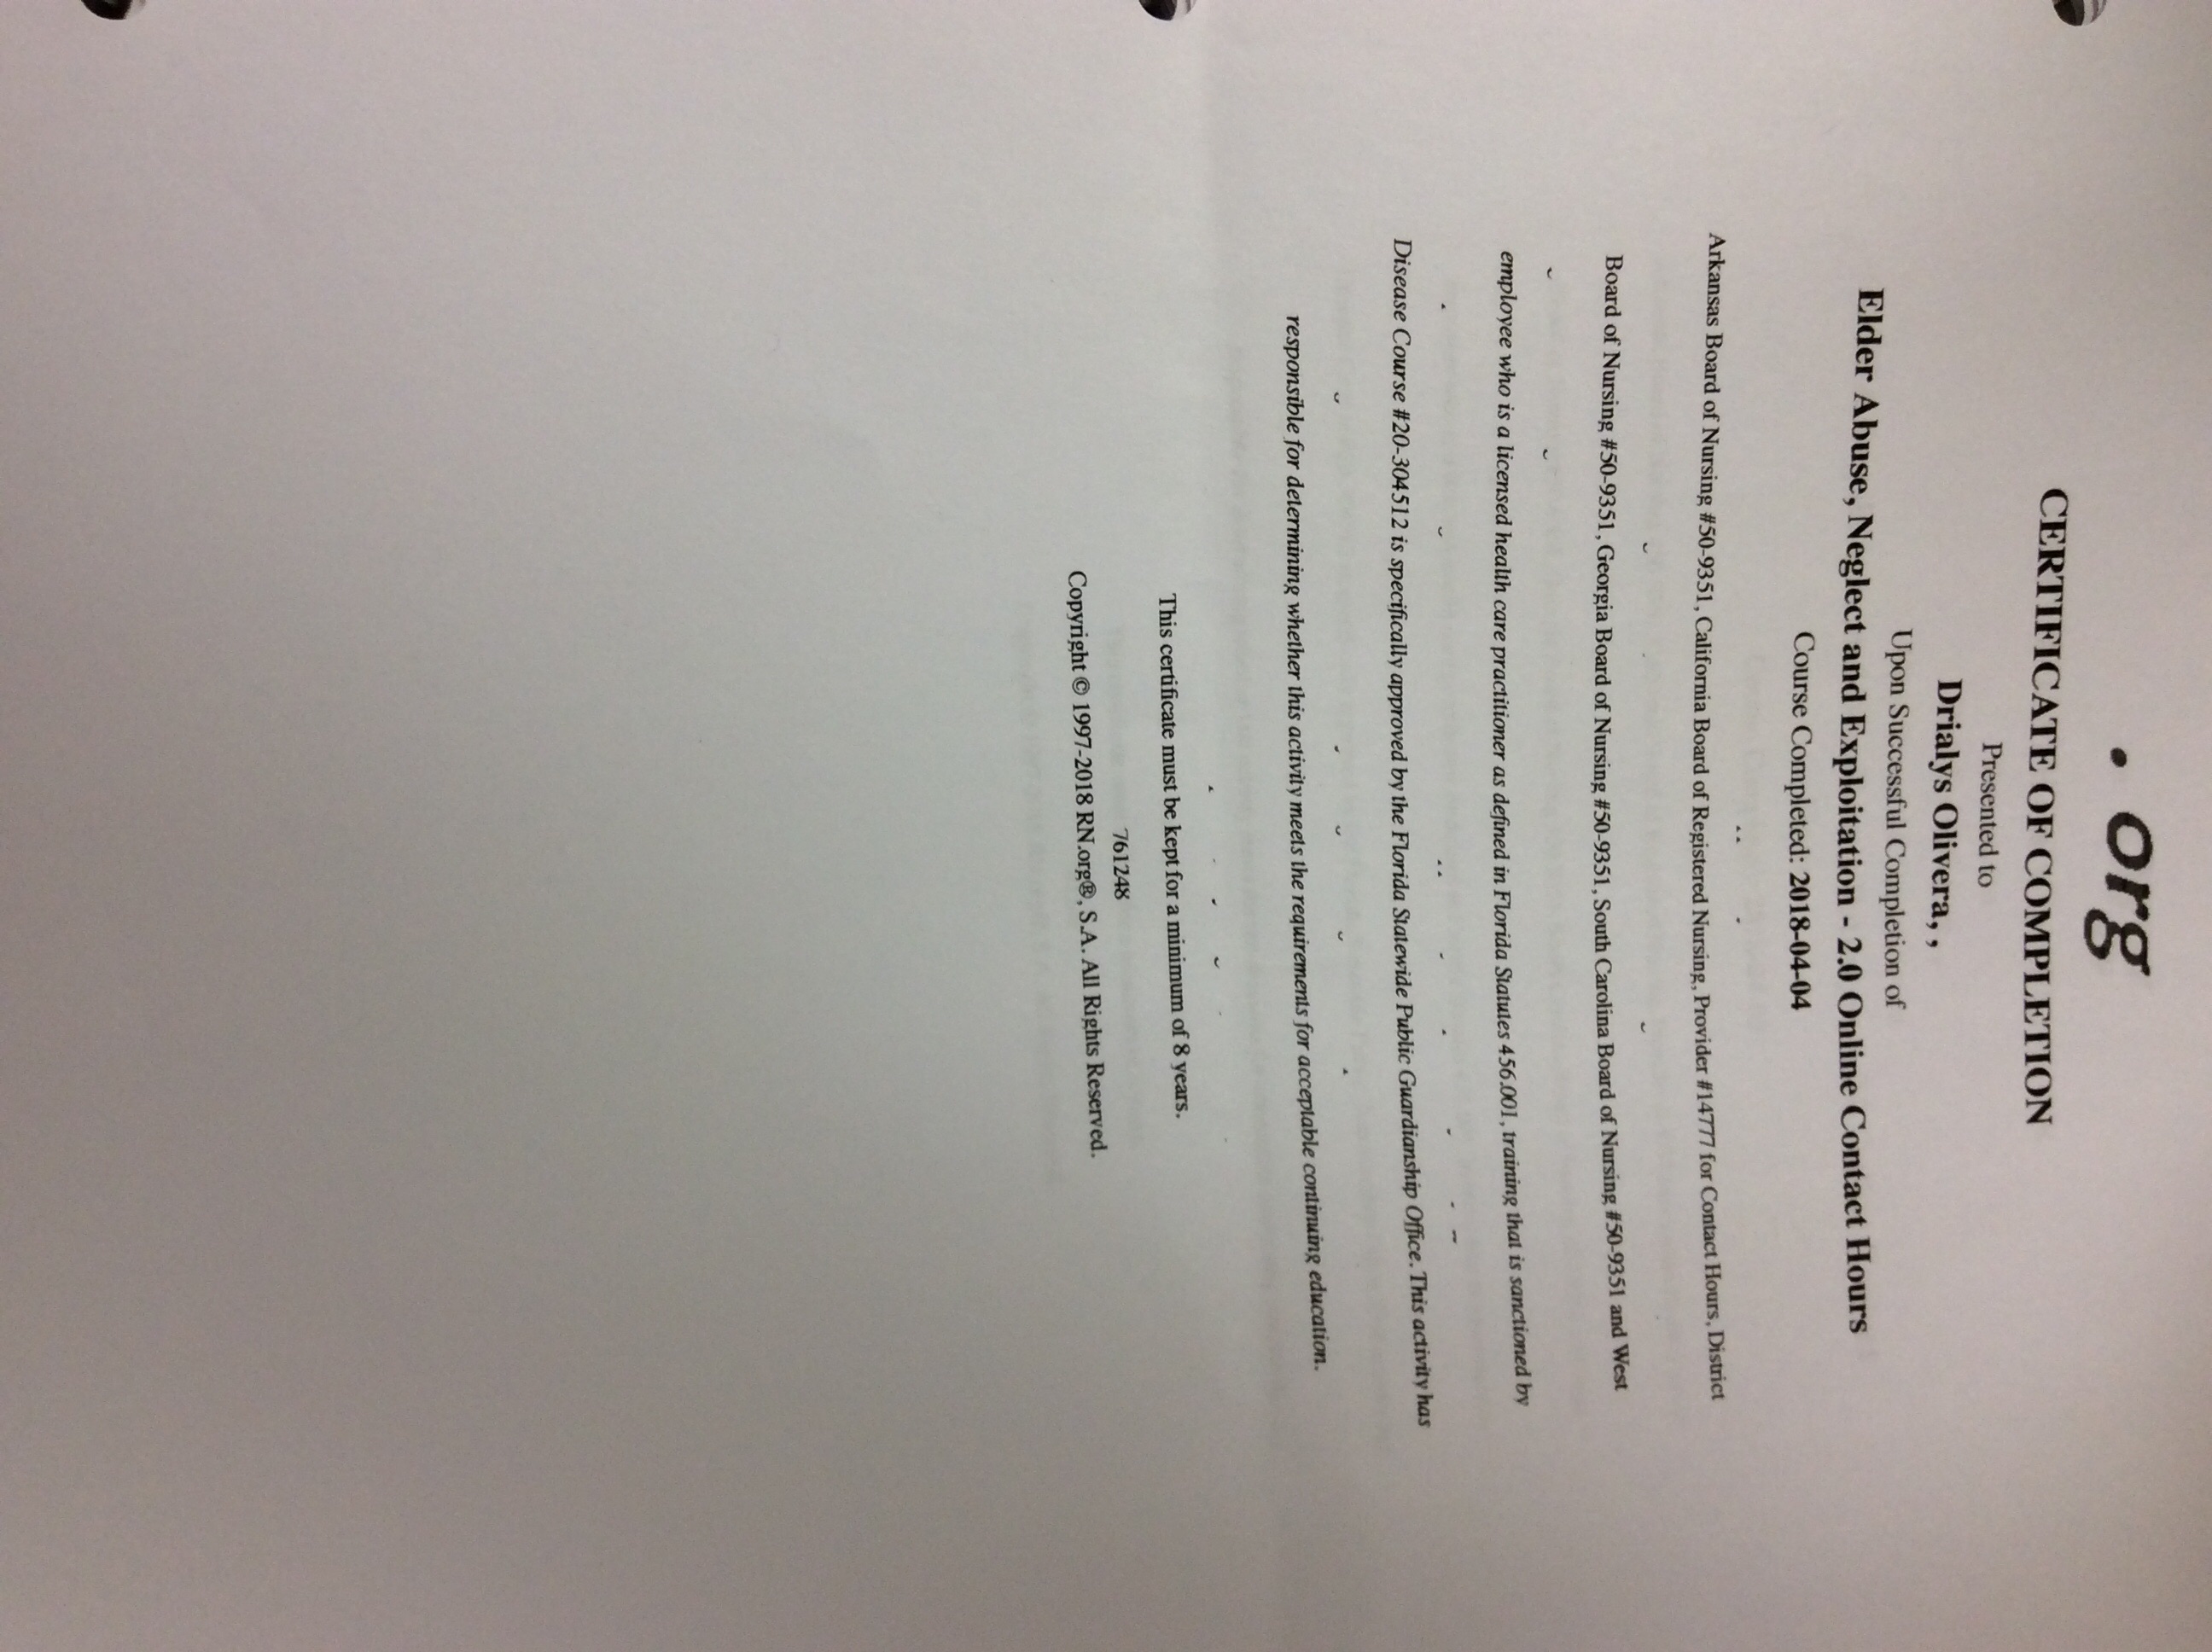 . org
CERTIFICATE OF COMPLETION
Presented to
Drialys Olivera, ,
Upon Successful Completion of
Elder Abuse, Neglect and Exploitation - 2.0 Online Contact Hours
Course Completed: 2018-04-04
Arkansas Board of Nursing #50-9351, California Board of Registered Nursing, Provider #14777 for Contact Hours, District
Board of Nursing #50-9351, Georgia Board of Nursing #50-9351, South Carolina Board of Nursing #50-9351 and West
employee who is a licensed health care practitioner as defined in Florida Statutes 456.001, training that is sanctioned by
Disease Course #20-304512 is specifically approved by the Florida Statewide Public Guardianship Office. This activity has
responsible for determining whether this activity meets the requirements for acceptable continuing education.
This certificate must be kept for a minimum of 8 years.
761248
Copyright © 1997-2018 RN.org®, S.A. All Rights Reserved.